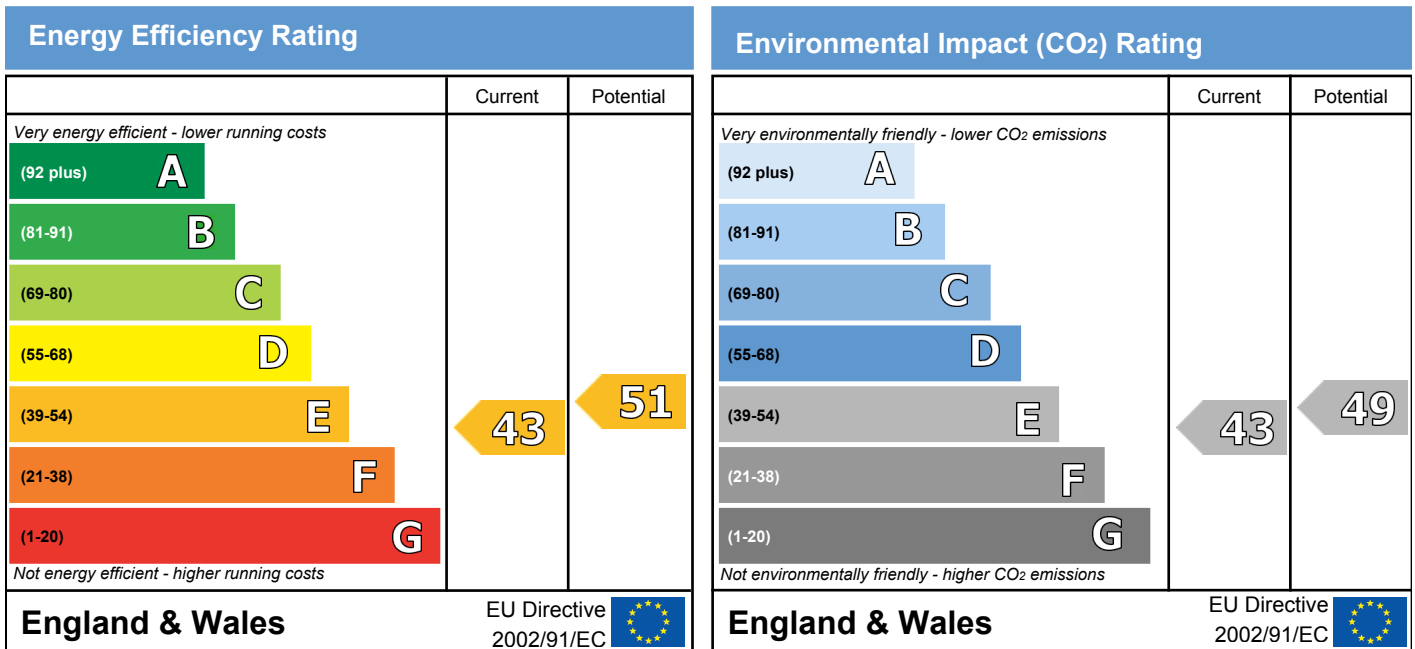 Energy Efficiency Rating
Current Potential
Very energy efficient - lower running costs
(92 plus) A
(81-91) B
(69-80) C
(55-68) D
(39-54) E
43
51
(21-38) F
(1-20) G
Not energy efficient - higher running costs
England & Wales
EU Directive
2002/91/EC
Environmental Impact (CO2) Rating
Current Potential
Very environmentally friendly - lower CO2 emissions
(92 plus) A
(81-91) B
(69-80) C
(55-68) D
(39-54) E
43
49
(21-38) F
(1-20) G
Not environmentally friendly - higher CO2 emissions
England & Wales
EU Directive
2002/91/EC